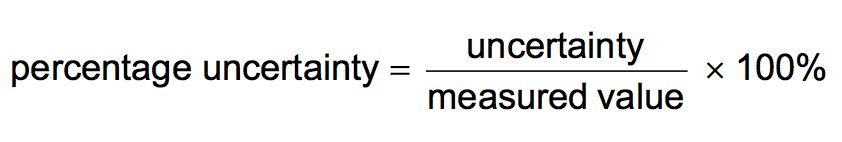 percentage uncertainty = uncertainty / measured value × 100%